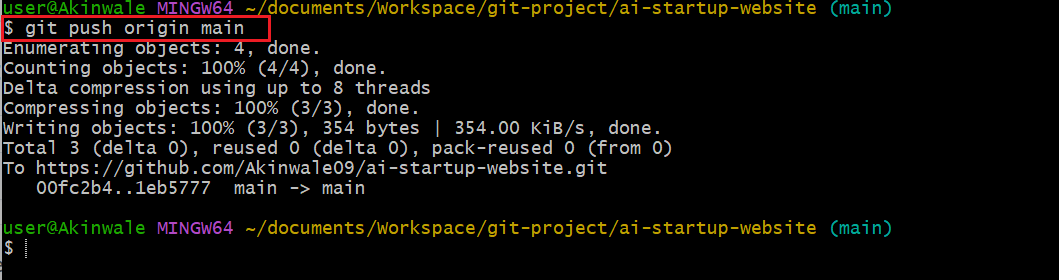 user@Akinwale MINGW64 ~/documents/Workspace/git-project/ai-startup-website (main)
$ git push origin main
Enumerating objects: 4, done.
Counting objects: 100% (4/4), done.
Delta compression using up to 8 threads
Compressing objects: 100% (3/3), done.
Writing objects: 100% (3/3), 354 bytes | 354.00 KiB/s, done.
Total 3 (delta 0), reused 0 (delta 0), pack-reused 0 (from 0)
To https://github.com/Akinwale09/ai-startup-website.git
   00fc2b4..1eb5777  main -> main
user@Akinwale MINGW64 ~/documents/Workspace/git-project/ai-startup-website (main)
$